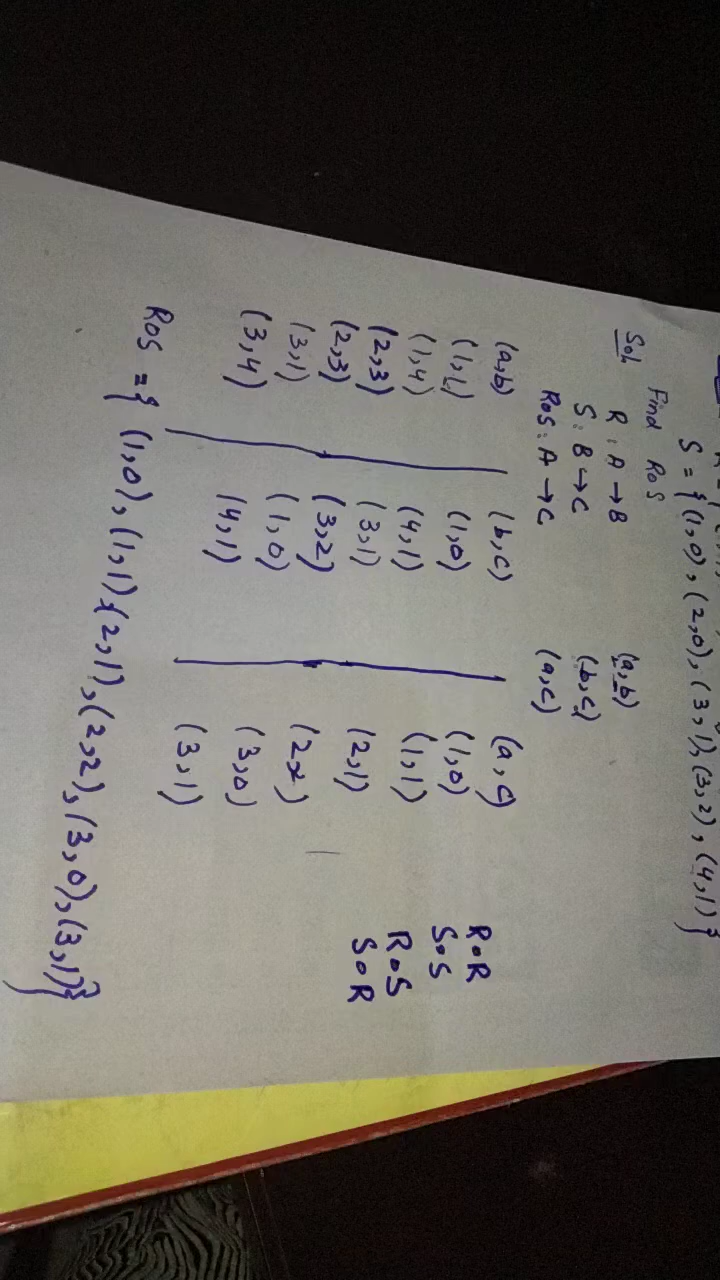 S = {(1,0), (2,0), (3,1), (3,2), (4,1)}
Find RoS
Sol R : A → B (a,b)
S : B → C (b,c)
RoS : A → C (a,c)
(a,b) (b,c) (a,c)
(1,1) (1,0) (1,0)
(1,4) (4,1) (1,1)
(2,3) (3,1) (2,1)
(2,3) (3,2) (2,2)
(3,1) (1,0) (3,0)
(3,4) (4,1) (3,1)
RoS = { (1,0), (1,1), (2,1), (2,2), (3,0), (3,1)}
R∘R
S∘S
R∘S
S∘R